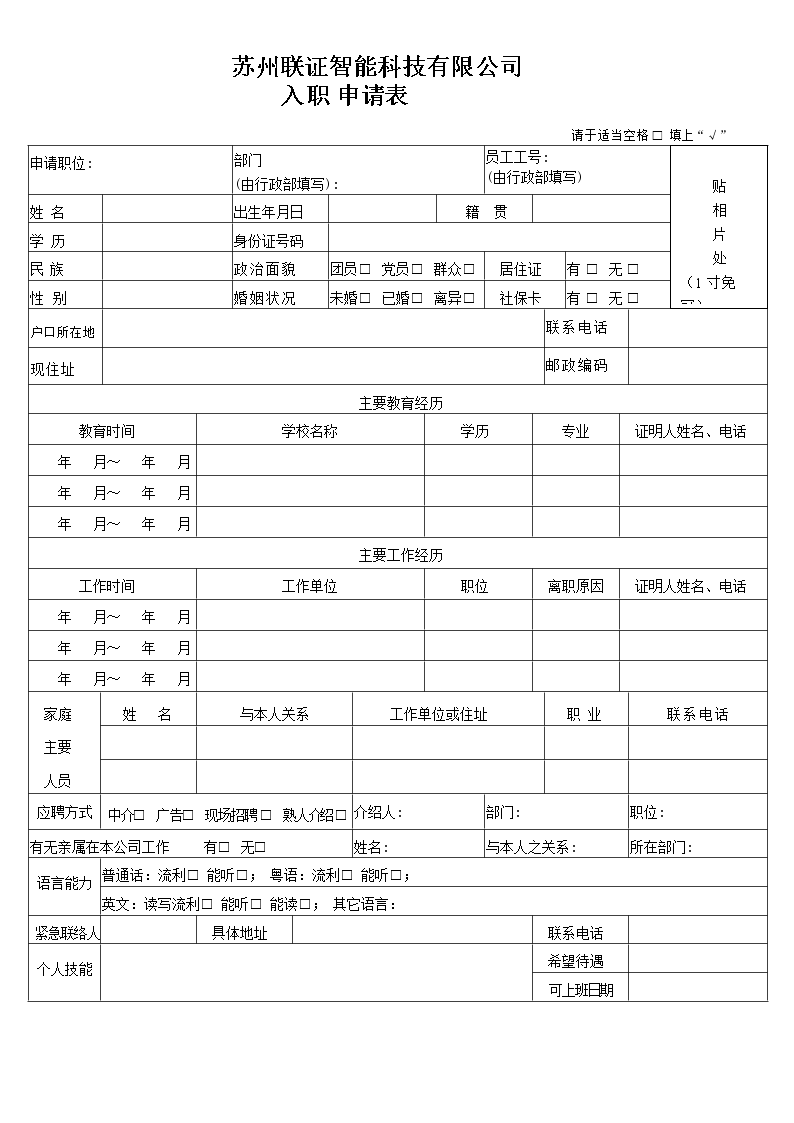 苏州联证智能科技有限公司
入职 申请表
请于适当空格 □ 填上“ √ ”
申请职位:
部门
(由行政部填写):
员工工号:
(由行政部填写)
贴
相
片
处
（1 寸免
姓 名
出生年月日
籍 贯
学 历
身份证号码
民 族
政治面貌
团员□ 党员□ 群众□
居住证
有 □ 无 □
性 别
婚姻状况
未婚□ 已婚□ 离异□
社保卡
有 □ 无 □
户口所在地
联系电话
现住址
邮政编码
主要教育经历
教育时间 学校名称 学历 专业 证明人姓名、电话
年 月～ 年 月
年 月～ 年 月
年 月～ 年 月
主要工作经历
工作时间 工作单位 职位 离职原因 证明人姓名、电话
年 月～ 年 月
年 月～ 年 月
年 月～ 年 月
家庭
主要
人员
姓 名 与本人关系 工作单位或住址 职 业 联系电话
应聘方式 中介□ 广告□ 现场招聘 □ 熟人介绍 □ 介绍人: 部门: 职位:
有无亲属在本公司工作 有□ 无□ 姓名: 与本人之关系: 所在部门:
语言能力
普通话: 流利□ 能听□; 粤语: 流利□ 能听□;
英文: 读写流利□ 能听□ 能读□; 其它语言:
紧急联络人 具体地址 联系电话
个人技能
希望待遇
可上班日期